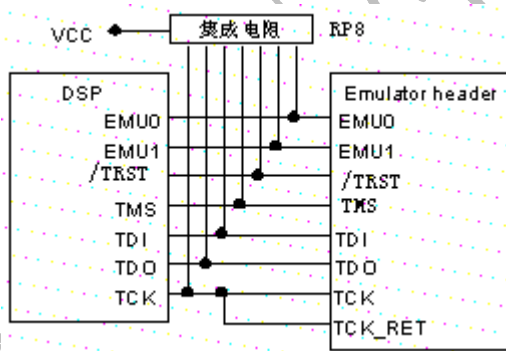 VCC 集成电阻 RP8
DSP Emulator header
EMU0 EMU0
EMU1 EMU1
/TRST /TRST
TMS TMS
TDI TDI
TDO TDO
TCK TCK
TCK_RET